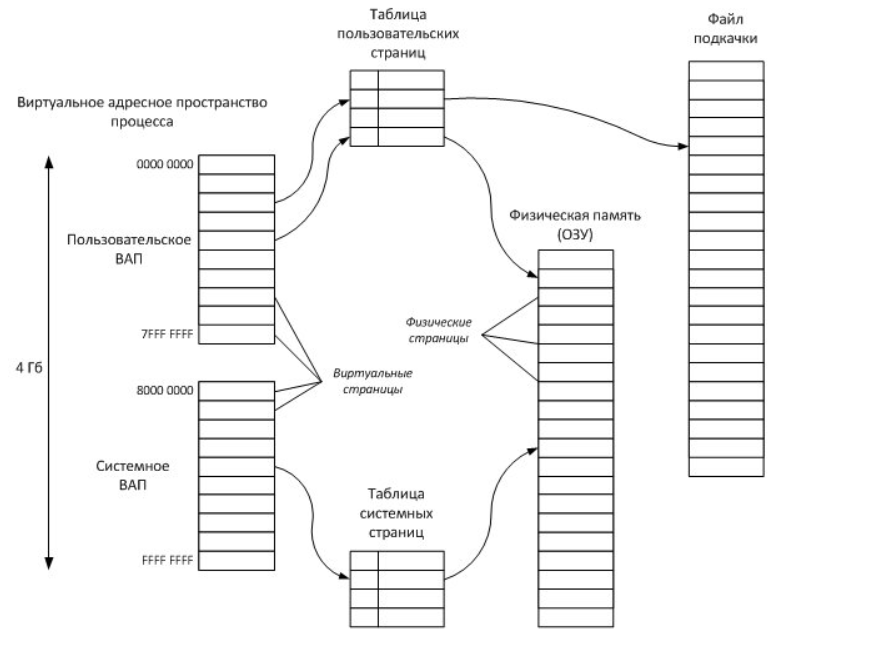 Таблица
пользовательских
страниц
Файл
подкачки
Виртуальное адресное пространство
процесса
0000 0000
Пользовательское
ВАП
7FFF FFFF
Физическая память
(ОЗУ)
Физические
страницы
4 Гб
Виртуальные
страницы
8000 0000
Системное
ВАП
FFFF FFFF
Таблица
системных
страниц